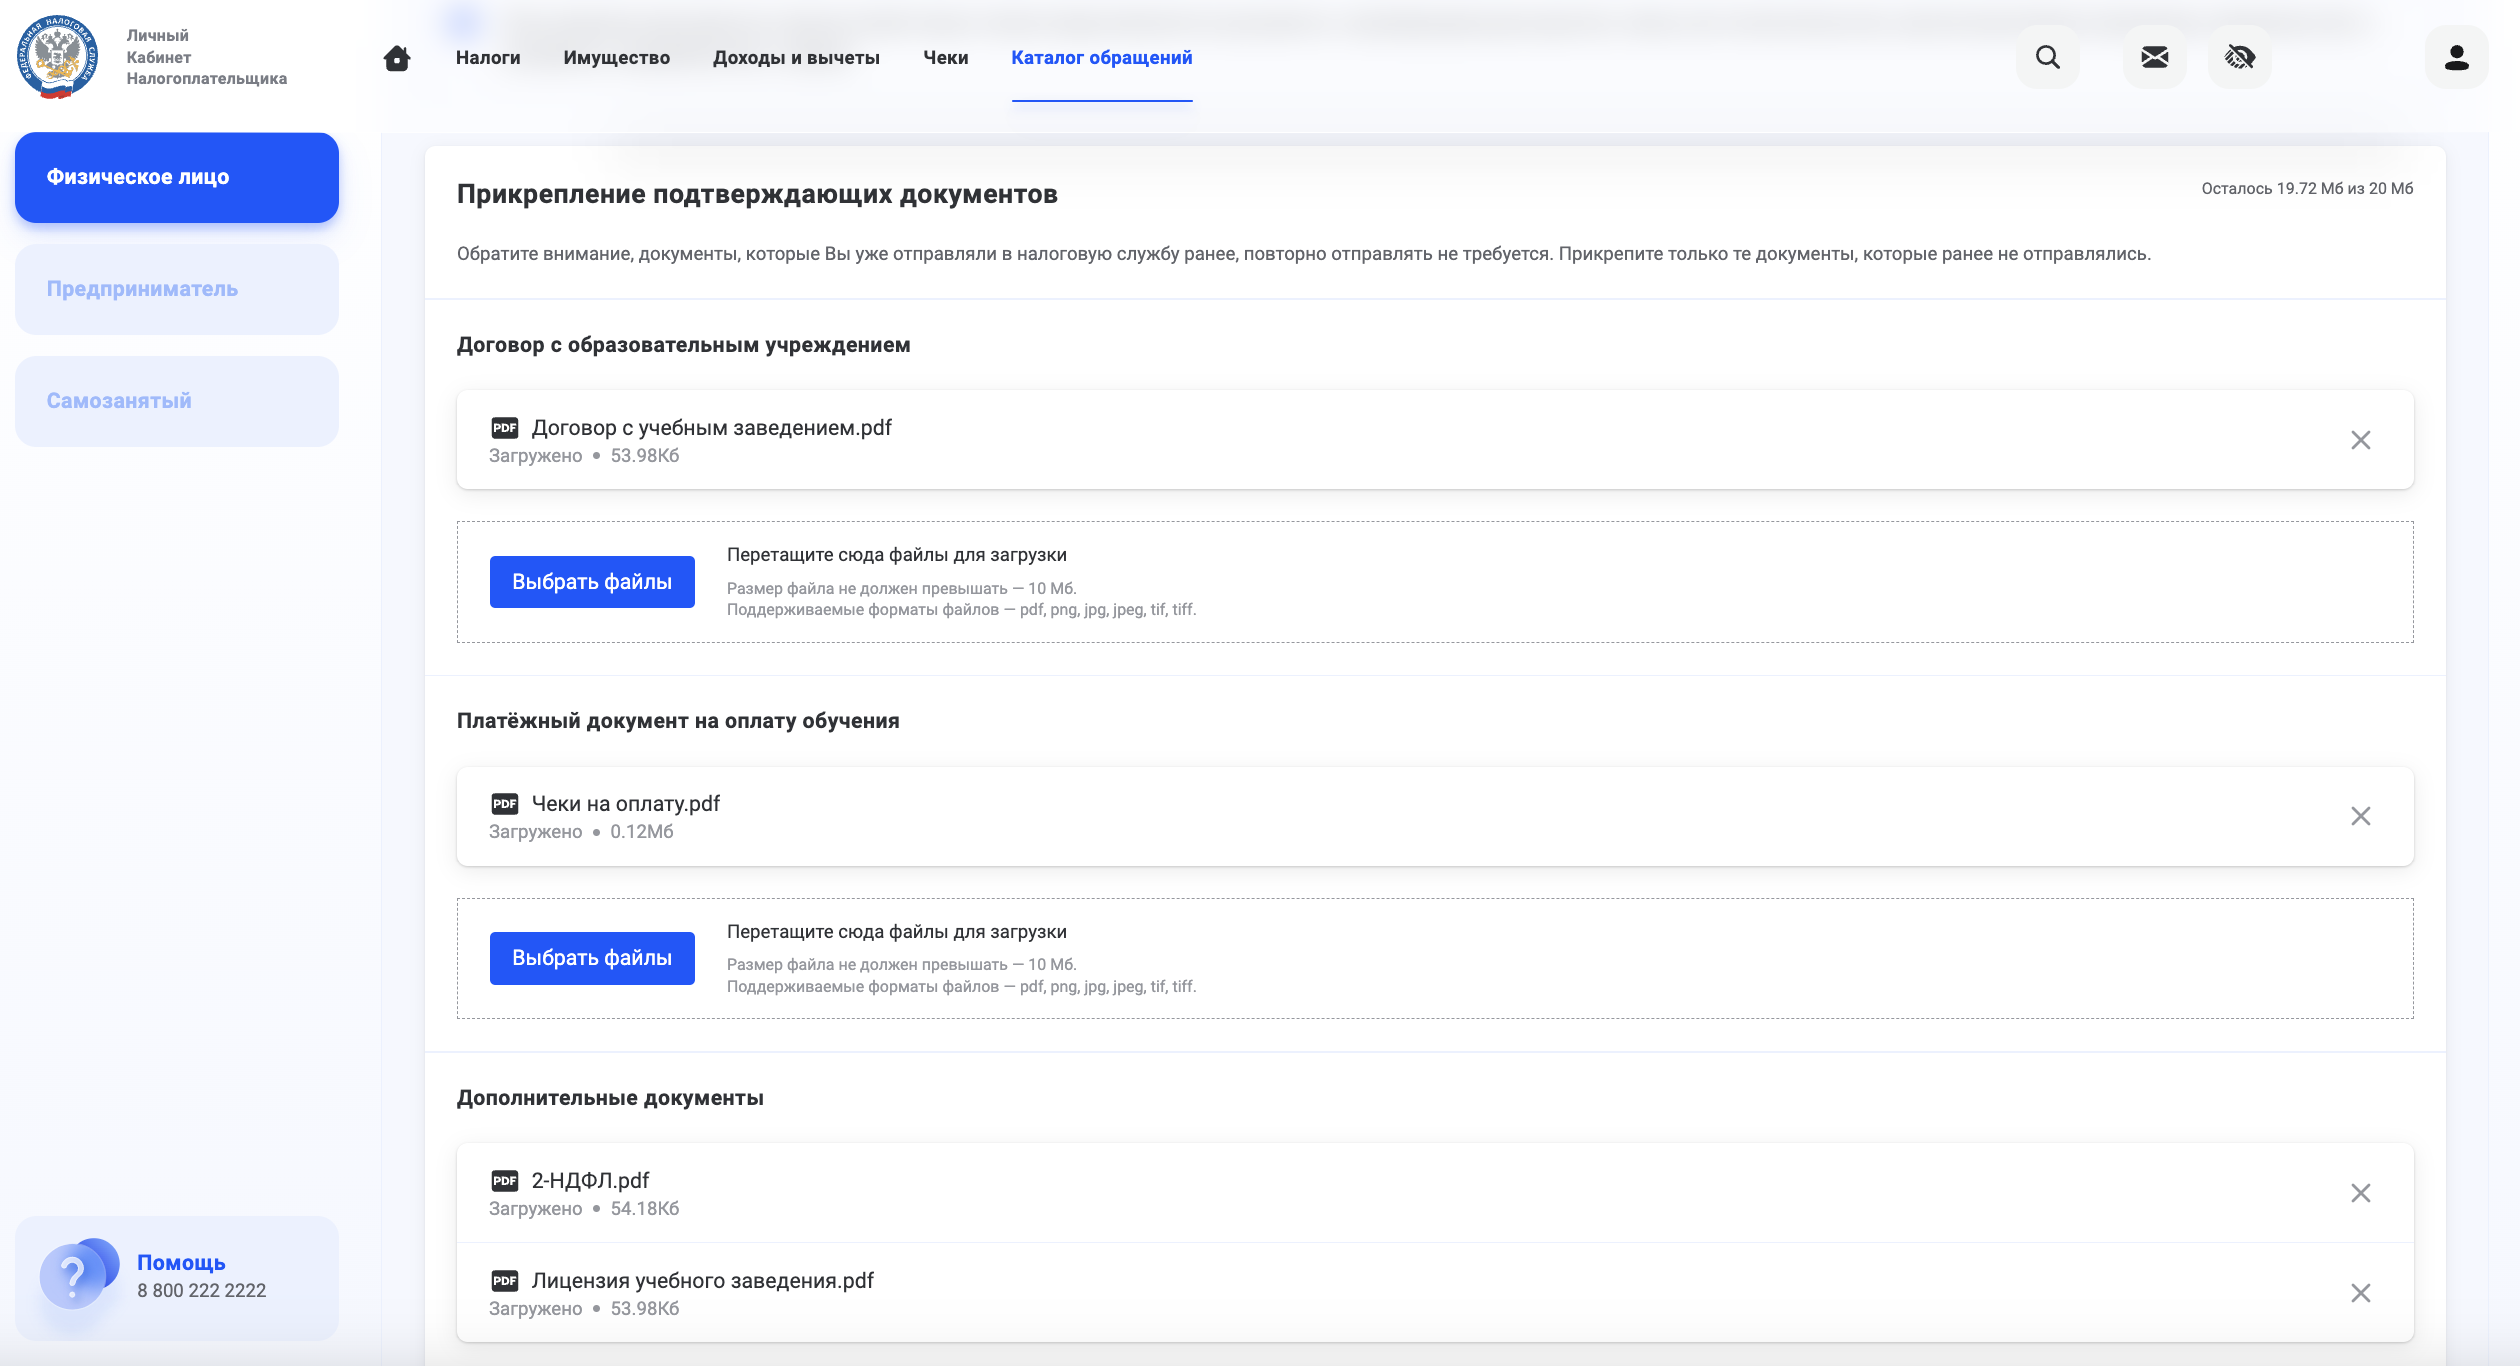 ФЕДЕРАЛЬНАЯ НАЛОГОВАЯ СЛУЖБА
Личный
Кабинет
Налогоплательщика
Налоги
Имущество
Доходы и вычеты
Чеки
Каталог обращений
Физическое лицо
Предприниматель
Самозанятый
Прикрепление подтверждающих документов
Осталось 19.72 Мб из 20 Мб
Обратите внимание, документы, которые Вы уже отправляли в налоговую службу ранее, повторно отправлять не требуется. Прикрепите только те документы, которые ранее не отправлялись.
Договор с образовательным учреждением
PDF Договор с учебным заведением.pdf
Загружено • 53.98Кб
Выбрать файлы
Перетащите сюда файлы для загрузки
Размер файла не должен превышать — 10 Мб.
Поддерживаемые форматы файлов — pdf, png, jpg, jpeg, tif, tiff.
Платёжный документ на оплату обучения
PDF Чеки на оплату.pdf
Загружено • 0.12Мб
Выбрать файлы
Перетащите сюда файлы для загрузки
Размер файла не должен превышать — 10 Мб.
Поддерживаемые форматы файлов — pdf, png, jpg, jpeg, tif, tiff.
Дополнительные документы
PDF 2-НДФЛ.pdf
Загружено • 54.18Кб
PDF Лицензия учебного заведения.pdf
Загружено • 53.98Кб
?
Помощь
8 800 222 2222